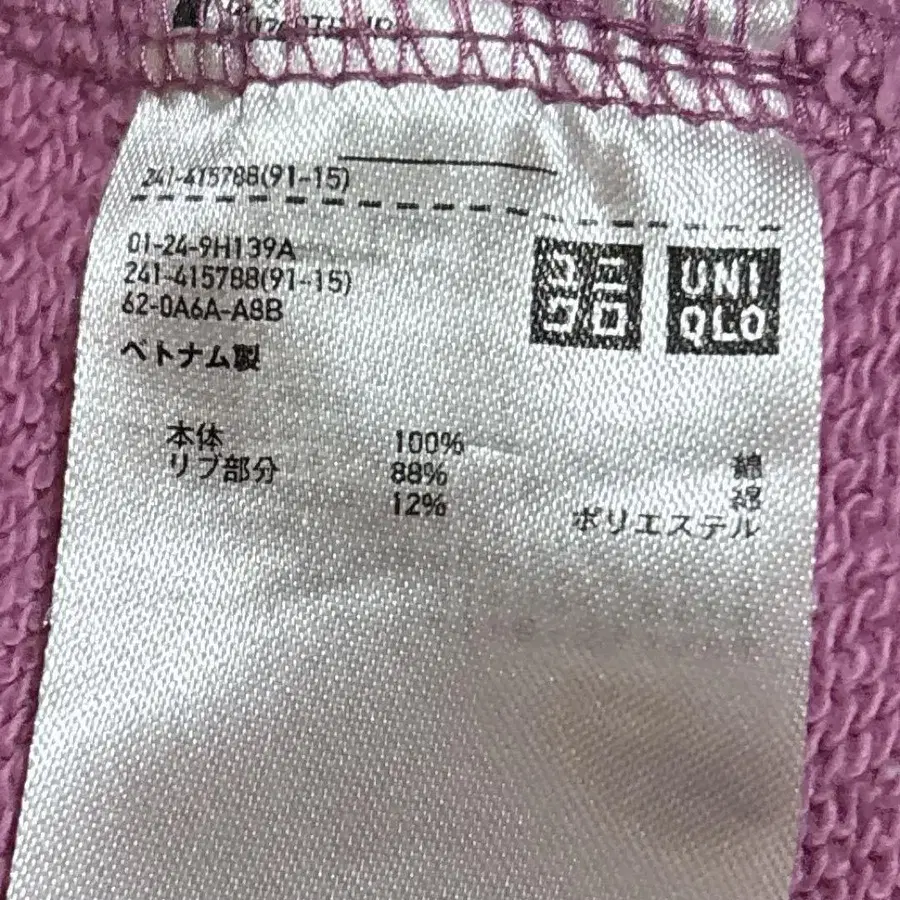 241-415788(91-15)
01-24-9H139A
241-415788(91-15)
62-0A6A-A8B
ベトナム製
ユニ
クロ
UNI
QLO
本体 100% 綿
リブ部分 88% 綿
12% ポリエステル